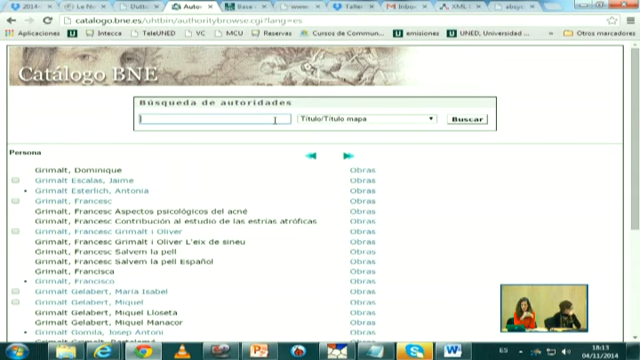 Auto
Inbo
XML
absys
catalogo.bne.es/uhtbin/authoritybrowse.cgi?lang=es
Aplicaciones Intecca TeleUNED VC MCU Reservas Cursos de Commun... emisiones UNED, Universidad ... Otros marcadores
Catálogo BNE
Búsqueda de autoridades
Título/Título mapa Buscar
Persona
Grimalt, Dominique Obras
Grimalt Escalas, Jaime Obras
Grimalt Esterlich, Antonia Obras
Grimalt, Francesc Obras
Grimalt, Francesc Aspectos psicológicos del acné Obras
Grimalt, Francesc Contribución al estudio de las estrías atróficas Obras
Grimalt, Francesc Grimalt i Oliver Obras
Grimalt, Francesc Grimalt i Oliver L'eix de sineu Obras
Grimalt, Francesc Salvem la pell Obras
Grimalt, Francesc Salvem la pell Español Obras
Grimalt, Francisca Obras
Grimalt, Francisco Obras
Grimalt Gelabert, María Isabel Obras
Grimalt Gelabert, Miquel Obras
Grimalt Gelabert, Miquel Lloseta Obras
Grimalt Gelabert, Miquel Manacor Obras
Grimalt Gomila, Josep Antoni Obras
ES 18:13
04/11/2014